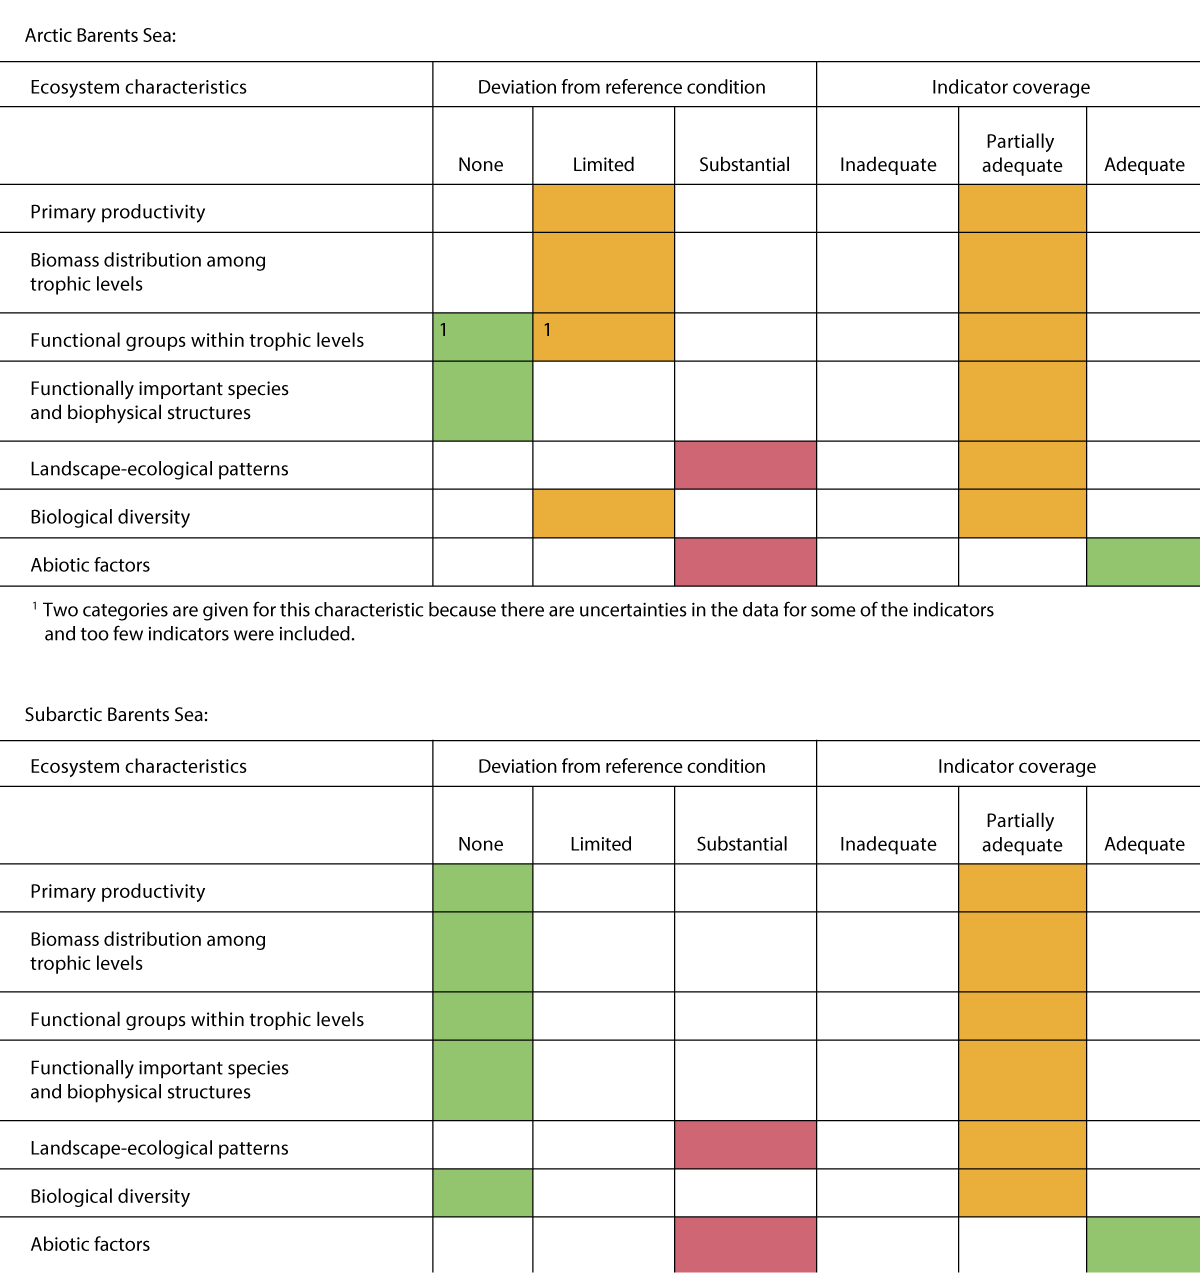 Arctic Barents Sea:
Ecosystem characteristics Deviation from reference condition Indicator coverage
None Limited Substantial Inadequate Partially adequate Adequate
Primary productivity
Biomass distribution among
trophic levels
Functional groups within trophic levels 1 1
Functionally important species
and biophysical structures
Landscape-ecological patterns
Biological diversity
Abiotic factors
1 Two categories are given for this characteristic because there are uncertainties in the data for some of the indicators
and too few indicators were included.
Subarctic Barents Sea:
Ecosystem characteristics Deviation from reference condition Indicator coverage
None Limited Substantial Inadequate Partially adequate Adequate
Primary productivity
Biomass distribution among
trophic levels
Functional groups within trophic levels
Functionally important species
and biophysical structures
Landscape-ecological patterns
Biological diversity
Abiotic factors